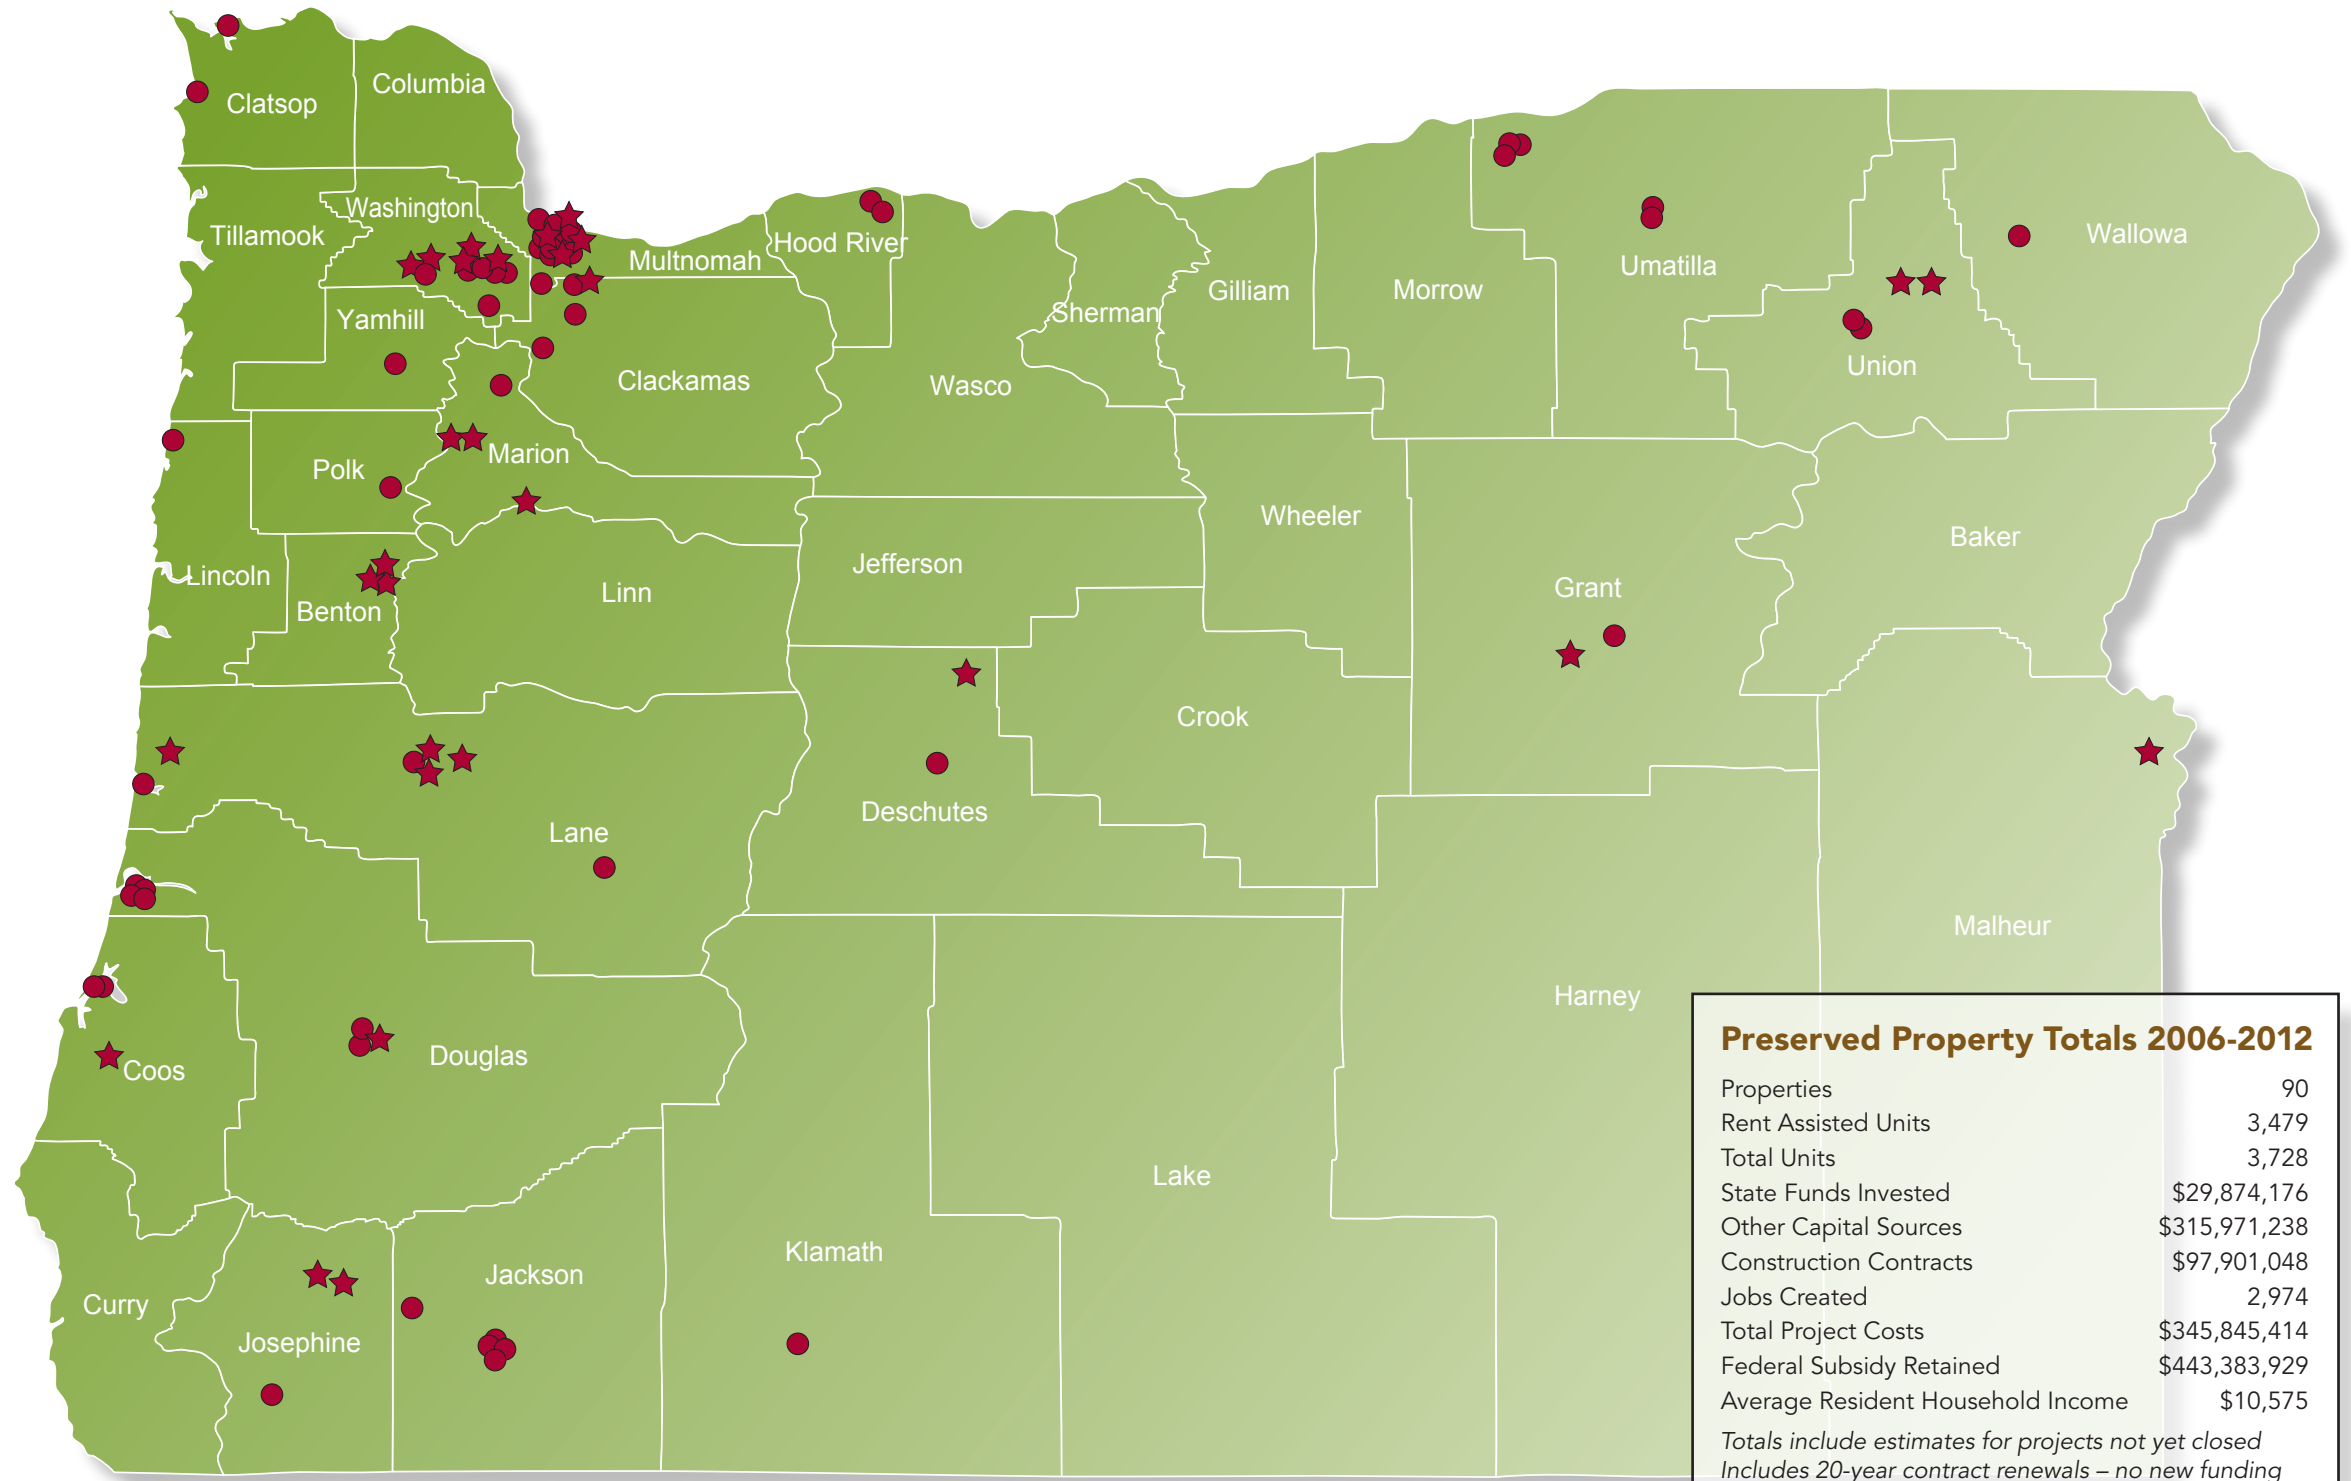 Columbia
Clatsop
Washington
Tillamook
Multnomah
Hood River
Wallowa
Umatilla
Gilliam
Morrow
Sherman
Yamhill
Union
Clackamas
Wasco
Marion
Polk
Wheeler
Baker
Jefferson
Lincoln
Grant
Linn
Benton
Crook
Deschutes
Lane
Malheur
Harney
Douglas
Coos
Lake
Klamath
Jackson
Curry
Josephine
Preserved Property Totals 2006-2012
Properties 90
Rent Assisted Units 3,479
Total Units 3,728
State Funds Invested $29,874,176
Other Capital Sources $315,971,238
Construction Contracts $97,901,048
Jobs Created 2,974
Total Project Costs $345,845,414
Federal Subsidy Retained $443,383,929
Average Resident Household Income $10,575
Totals include estimates for projects not yet closed
Includes 20-year contract renewals – no new funding